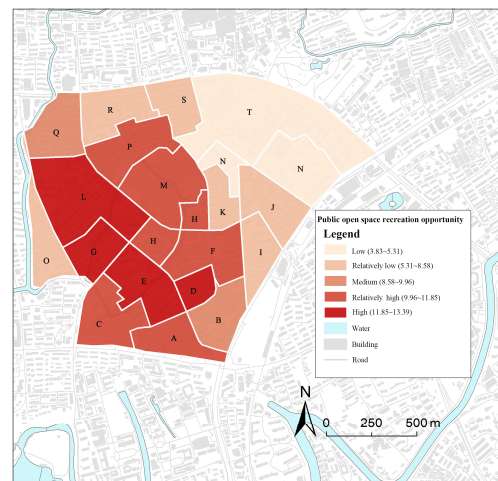 S
R
T
Q
P
N
N
M
L
H
K
J
H
F
I
G
O
E
D
B
C
A
Public open space recreation opportunity
Legend
Low (3.83~5.31)
Relatively low (5.31~8.58)
Medium (8.58~9.96)
Relatively high (9.96~11.85)
High (11.85~13.39)
Water
Building
Road
N
0 250 500 m